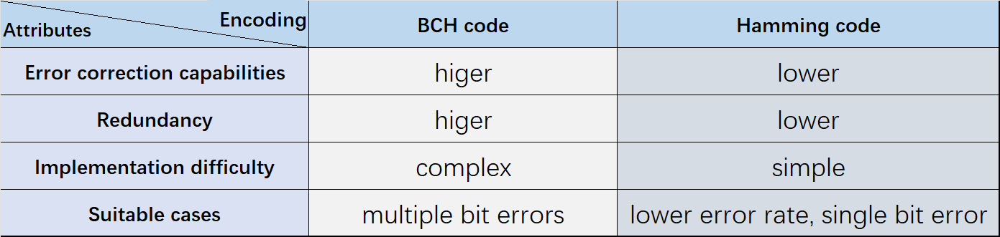 Encoding
Attributes
BCH code
Hamming code
Error correction capabilities
higer
lower
Redundancy
higer
lower
Implementation difficulty
complex
simple
Suitable cases
multiple bit errors
lower error rate, single bit error